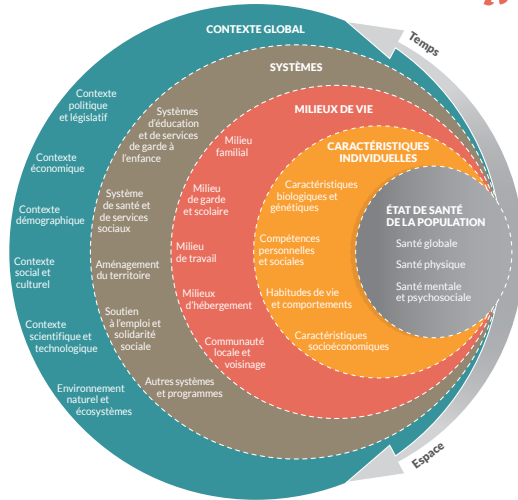 CONTEXTE GLOBAL
Temps
SYSTÈMES
MILIEUX DE VIE
CARACTÉRISTIQUES
INDIVIDUELLES
ÉTAT DE SANTÉ
DE LA POPULATION
Santé globale
Santé physique
Santé mentale
et psychosociale
Contexte
politique
et législatif
Contexte
économique
Contexte
démographique
Contexte
social et
culturel
Contexte
scientifique et
technologique
Environnement
naturel et
écosystèmes
Systèmes
d'éducation
et de services
de garde à
l'enfance
Système
de santé et
de services
sociaux
Aménagement
du territoire
Soutien
à l'emploi et
solidarité
sociale
Autres systèmes
et programmes
Milieu
familial
Milieu
de garde
et scolaire
Milieu
de travail
Milieux
d'hébergement
Communauté
locale et
voisinage
Caractéristiques
biologiques et
génétiques
Compétences
personnelles
et sociales
Habitudes de vie
et comportements
Caractéristiques
socioéconomiques
Espace